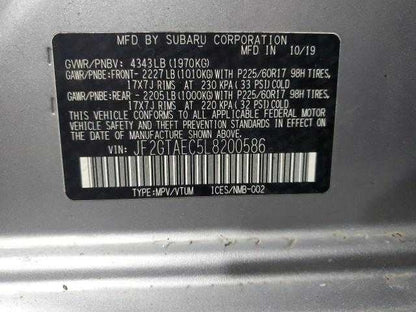 MFD. BY SUBARU CORPORATION
MFD IN 10/19
GVWR/PNBV: 4343LB (1970KG)
GAWR/PNBE:FRONT- 2227LB(1010KG)WITH P225/60R17 98H TIRES,
17X7J RIMS AT 230 KPA (33 PSI)COLD
GAWR/PNBE:REAR - 2205LB(1000KG)WITH P225/60R17 98H TIRES,
17X7J RIMS AT 220 KPA (32 PSI)COLD
THIS VEHICLE CONFORMS TO ALL APPLICABLE FEDERAL MOTOR VEHICLE
SAFETY AND THEFT PREVENTION STANDARDS IN EFFECT ON
THE DATE OF MANUFACTURE SHOWN ABOVE.
VIN: JF2GTAEC5L8200586
TYPE:MPV/VTUM ICES/NMB-002